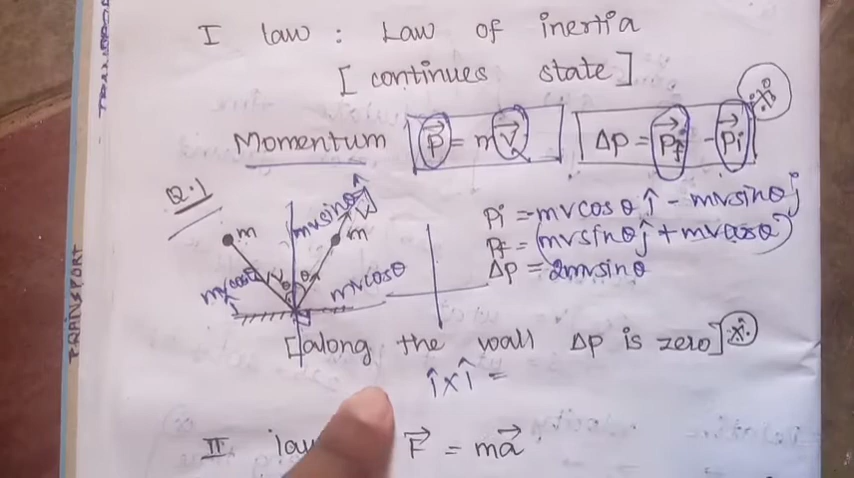 I law : Law of inertia
[ continues state ]
Momentum P⃗ = mV⃗ Δp = P⃗f - P⃗i
Q.1
m mvsinθ m
Pi = mvcosθ î - mvsinθ ĵ
Pf = (mvsinθ ĵ + mvcosθ)
Δp = 2mvsinθ
mvcosθ V θ θ mvcosθ
[along the wall Δp is zero]
î × î =
II law F⃗ = ma⃗
TRAINSPORT